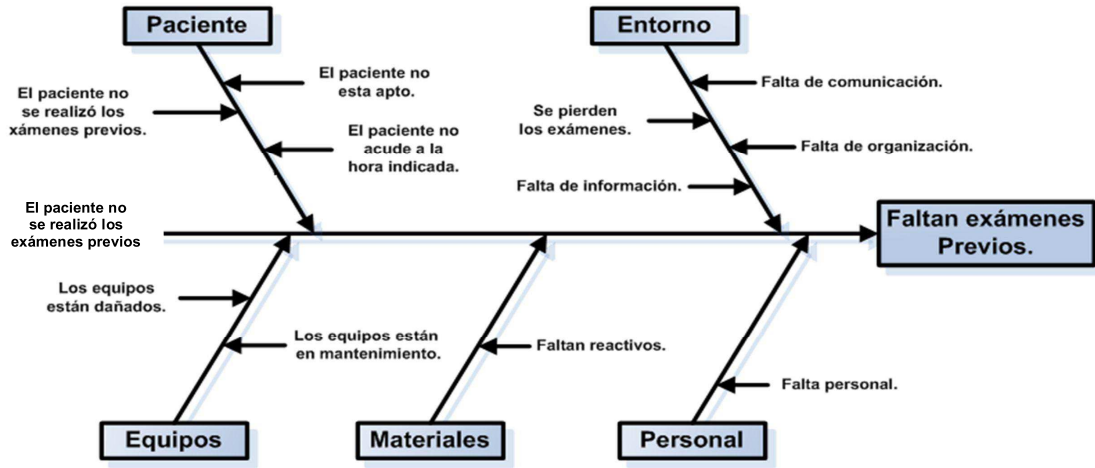 Paciente
Entorno
El paciente no
esta apto.
El paciente no
se realizó los
xámenes previos.
El paciente no
acude a la
hora indicada.
Falta de comunicación.
Se pierden
los exámenes.
Falta de organización.
Falta de información.
El paciente no
se realizó los
exámenes previos
Faltan exámenes
Previos.
Los equipos
están dañados.
Los equipos están
en mantenimiento.
Faltan reactivos.
Falta personal.
Equipos
Materiales
Personal